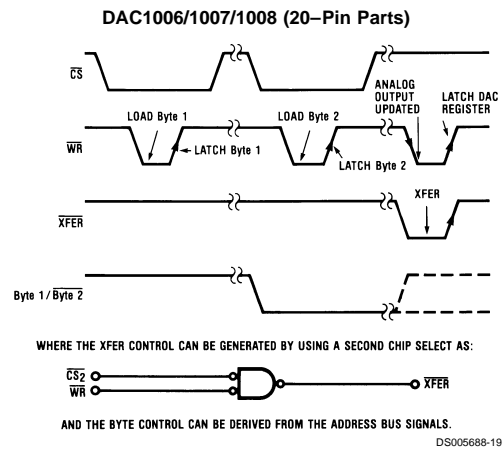 DAC1006/1007/1008 (20–Pin Parts)
CS
ANALOG
OUTPUT
UPDATED
LATCH DAC
REGISTER
LOAD Byte 1
LOAD Byte 2
WR
LATCH Byte 1
LATCH Byte 2
XFER
XFER
Byte 1/Byte 2
WHERE THE XFER CONTROL CAN BE GENERATED BY USING A SECOND CHIP SELECT AS:
CS2
WR
XFER
AND THE BYTE CONTROL CAN BE DERIVED FROM THE ADDRESS BUS SIGNALS.
DS005688-19